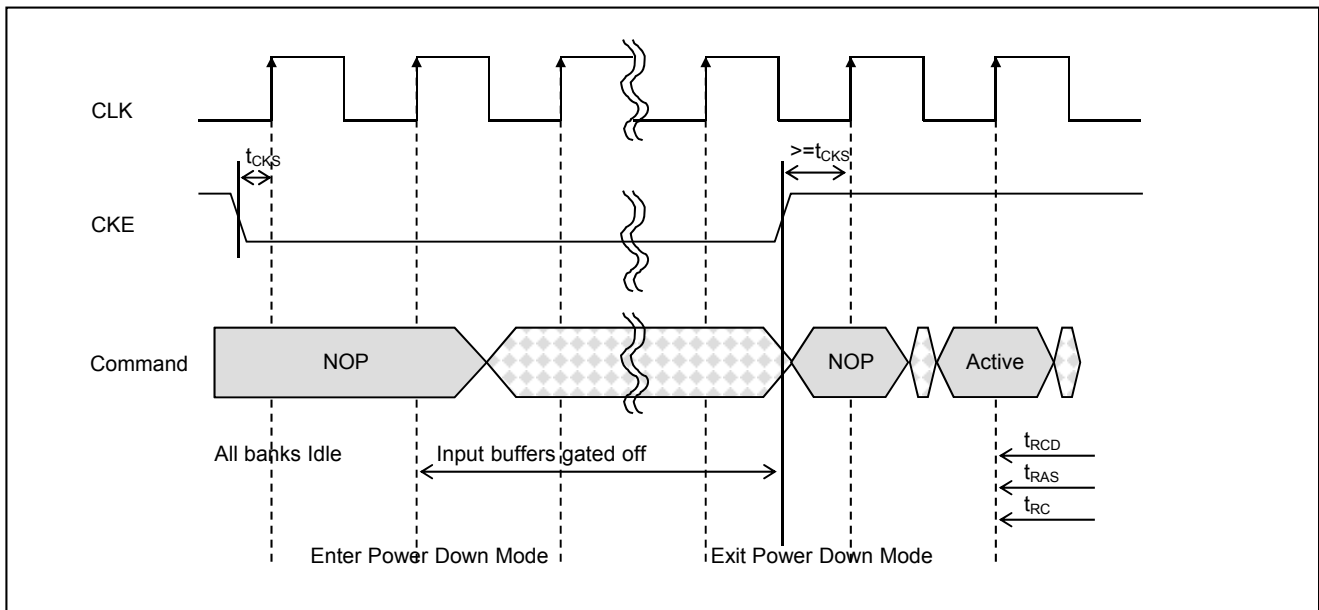 CLK
tCKS
>=tCKS
CKE
Command
NOP
NOP
Active
All banks Idle
Input buffers gated off
tRCD
tRAS
tRC
Enter Power Down Mode
Exit Power Down Mode